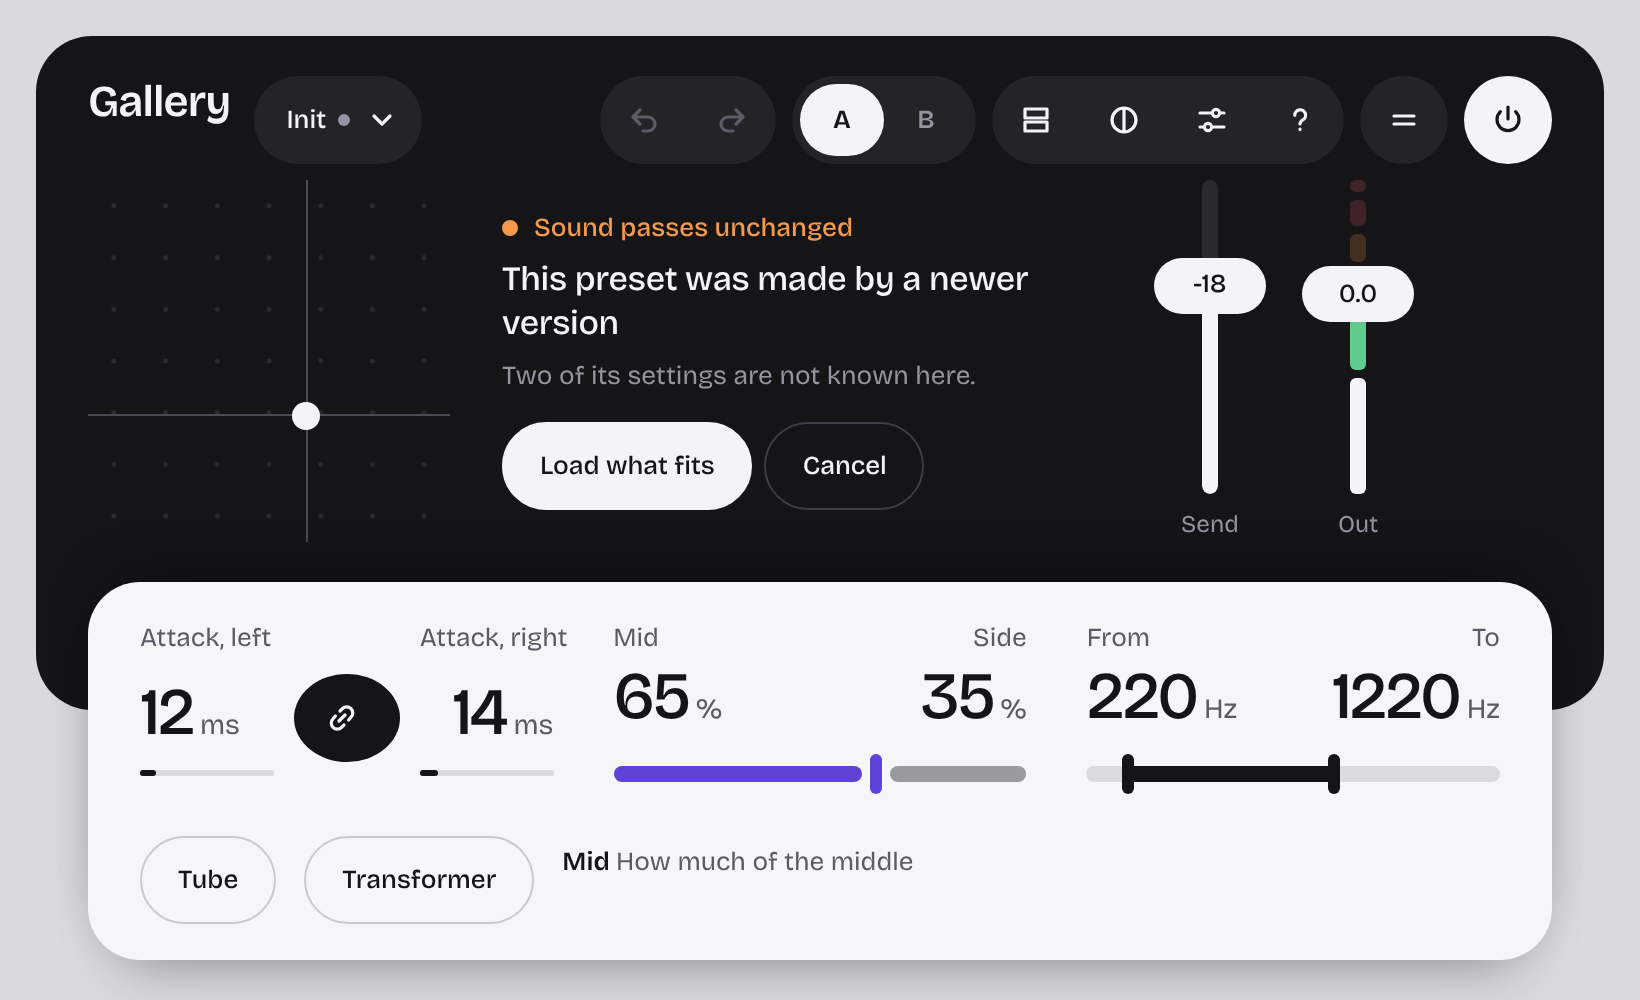 Gallery
Init
A
B
?
Sound passes unchanged
This preset was made by a newer
version
Two of its settings are not known here.
Load what fits
Cancel
-18
0.0
Send
Out
Attack, left
Attack, right
Mid
Side
From
To
12 ms
14 ms
65 %
35 %
220 Hz
1220 Hz
Tube
Transformer
Mid How much of the middle